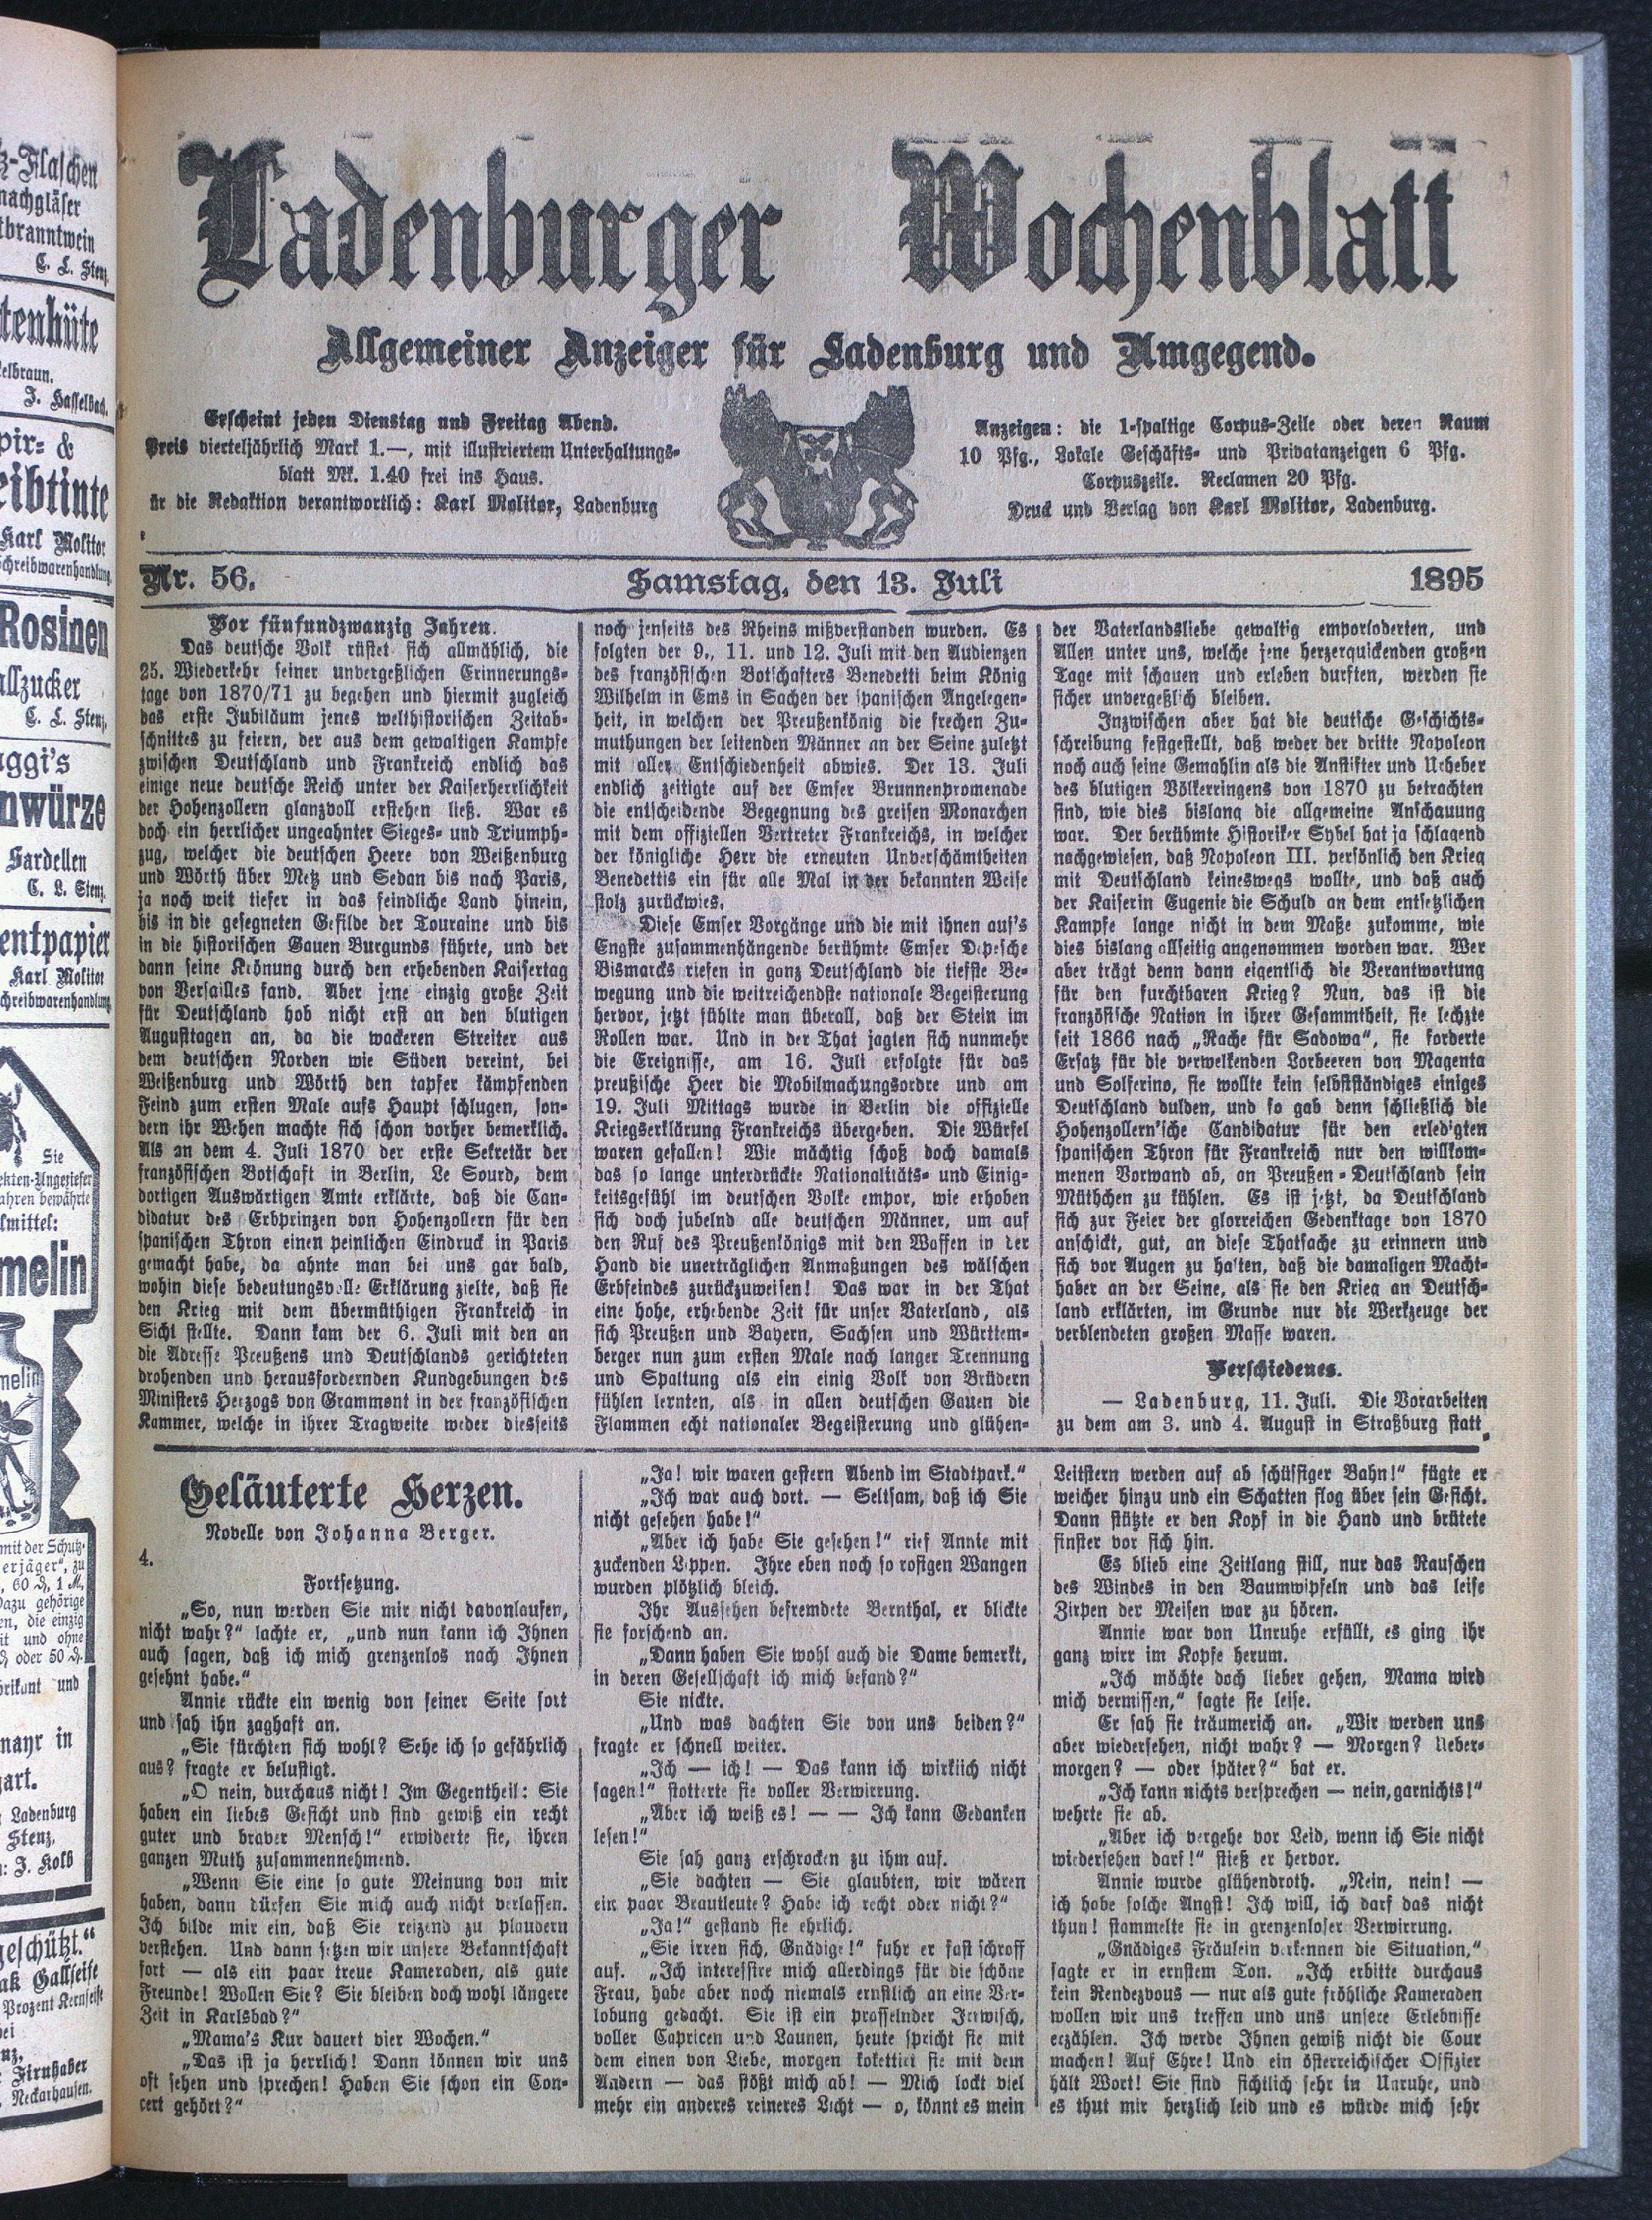 Ladenburger Wochenblatt
Allgemeiner Anzeiger für Ladenburg und Umgegend.
Erscheint jeden Dienstag und Freitag Abend.
Preis vierteljährlich Mark 1.—, mit illustriertem Unterhaltungs-
blatt Mk. 1.40 frei ins Haus.
ür die Redaktion verantwortlich: Karl Molitor, Ladenburg
Anzeigen: die 1-spaltige Corpus-Zeile oder deren Raum
10 Pfg., Lokale Geschäfts- und Privatanzeigen 6 Pfg.
Corpuszeile. Reclamen 20 Pfg.
Druck und Verlag von Karl Molitor, Ladenburg.
Nr. 56. Samstag, den 13. Juli 1895
Vor fünfundzwanzig Jahren.
Das deutsche Volk rüstet sich allmählich, die
25. Wiederkehr seiner unvergeßlichen Erinnerungs-
tage von 1870/71 zu begehen und hiermit zugleich
das erste Jubiläum jenes welthistorischen Zeitab-
schnittes zu feiern, der aus dem gewaltigen Kampfe
zwischen Deutschland und Frankreich endlich das
einige neue deutsche Reich unter der Kaiserherrlichkeit
der Hohenzollern glanzvoll erstehen ließ. War es
doch ein herrlicher ungeahnter Sieges- und Triumph-
zug, welcher die deutschen Heere von Weißenburg
und Wörth über Metz und Sedan bis nach Paris,
ja noch weit tiefer in das feindliche Land hinein,
bis in die gesegneten Gefilde der Touraine und bis
in die historischen Gauen Burgunds führte, und der
dann seine Krönung durch den erhebenden Kaisertag
von Versailles fand. Aber jene einzig große Zeit
für Deutschland hob nicht erst an den blutigen
Augusttagen an, da die wackeren Streiter aus
dem deutschen Norden wie Süden vereint, bei
Weißenburg und Wörth den tapfer kämpfenden
Feind zum ersten Male aufs Haupt schlugen, son-
dern ihr Wehen machte sich schon vorher bemerklich.
Als an dem 4. Juli 1870 der erste Sekretär der
französischen Botschaft in Berlin, Le Sourd, dem
dortigen Auswärtigen Amte erklärte, daß die Can-
didatur des Erbprinzen von Hohenzollern für den
spanischen Thron einen peinlichen Eindruck in Paris
gemacht habe, da ahnte man bei uns gar bald,
wohin diese bedeutungsvolle Erklärung zielte, daß sie
den Krieg mit dem übermüthigen Frankreich in
Sicht stellte. Dann kam der 6. Juli mit den an
die Adresse Preußens und Deutschlands gerichteten
drohenden und herausfordernden Kundgebungen des
Ministers Herzogs von Grammont in der französischen
Kammer, welche in ihrer Tragweite weder diesseits
noch jenseits des Rheins mißverstanden wurden. Es
folgten der 9., 11. und 12. Juli mit den Audienzen
des französischen Botschafters Benedetti beim König
Wilhelm in Ems in Sachen der spanischen Angelegen-
heit, in welchen der Preußenkönig die frechen Zu-
muthungen der leitenden Männer an der Seine zuletzt
mit aller Entschiedenheit abwies. Der 13. Juli
endlich zeitigte auf der Emser Brunnenpromenade
die entscheidende Begegnung des greisen Monarchen
mit dem offiziellen Vertreter Frankreichs, in welcher
der königliche Herr die erneuten Unverschämtheiten
Benedettis ein für alle Mal in der bekannten Weise
stolz zurückwies.
Diese Emser Vorgänge und die mit ihnen auf's
Engste zusammenhängende berühmte Emser Depesche
Bismarcks riefen in ganz Deutschland die tiefste Be-
wegung und die weitreichendste nationale Begeisterung
hervor, jetzt fühlte man überall, daß der Stein im
Rollen war. Und in der That jagten sich nunmehr
die Ereignisse, am 16. Juli erfolgte für das
preußische Heer die Mobilmachungsordre und am
19. Juli Mittags wurde in Berlin die offizielle
Kriegserklärung Frankreichs übergeben. Die Würfel
waren gefallen! Wie mächtig schoß doch damals
das so lange unterdrückte Nationalitäts- und Einig-
keitsgefühl im deutschen Volke empor, wie erhoben
sich doch jubelnd alle deutschen Männer, um auf
den Ruf des Preußenkönigs mit den Waffen in der
Hand die unerträglichen Anmaßungen des wälschen
Erbfeindes zurückzuweisen! Das war in der That
eine hohe, erhebende Zeit für unser Vaterland, als
sich Preußen und Bayern, Sachsen und Württem-
berger nun zum ersten Male nach langer Trennung
und Spaltung als ein einig Volk von Brüdern
fühlen lernten, als in allen deutschen Gauen die
Flammen echt nationaler Begeisterung und glühen-
der Vaterlandsliebe gewaltig emporloderten, und
Allen unter uns, welche jene herzerquickenden großen
Tage mit schauen und erleben durften, werden sie
sicher unvergeßlich bleiben.
Inzwischen aber hat die deutsche Geschichts-
schreibung festgestellt, daß weder der dritte Napoleon
noch auch seine Gemahlin als die Anstifter und Urheber
des blutigen Völkerringens von 1870 zu betrachten
sind, wie dies bislang die allgemeine Anschauung
war. Der berühmte Historiker Sybel hat ja schlagend
nachgewiesen, daß Napoleon III. persönlich den Krieg
mit Deutschland keineswegs wollte, und daß auch
der Kaiserin Eugenie die Schuld an dem entsetzlichen
Kampfe lange nicht in dem Maße zukomme, wie
dies bislang allseitig angenommen worden war. Wer
aber trägt denn dann eigentlich die Verantwortung
für den furchtbaren Krieg? Nun, das ist die
französische Nation in ihrer Gesammtheit, sie lechzte
seit 1866 nach „Rache für Sadowa“, sie forderte
Ersatz für die verwelkenden Lorbeeren von Magenta
und Solferino, sie wollte kein selbstständiges einiges
Deutschland dulden, und so gab denn schließlich die
Hohenzollern'sche Candidatur für den erledigten
spanischen Thron für Frankreich nur den willkom-
menen Vorwand ab, an Preußen-Deutschland sein
Müthchen zu kühlen. Es ist jetzt, da Deutschland
sich zur Feier der glorreichen Gedenktage von 1870
anschickt, gut, an diese Thatsache zu erinnern und
sich vor Augen zu halten, daß die damaligen Macht-
haber an der Seine, als sie den Krieg an Deutsch-
land erklärten, im Grunde nur die Werkzeuge der
verblendeten großen Masse waren.
Verschiedenes.
— Ladenburg, 11. Juli. Die Vorarbeiten
zu dem am 3. und 4. August in Straßburg statt
Geläuterte Herzen.
Novelle von Johanna Berger.
4.
Fortsetzung.
„So, nun werden Sie mir nicht davonlaufen,
nicht wahr?“ lachte er, „und nun kann ich Ihnen
auch sagen, daß ich mich grenzenlos nach Ihnen
gesehnt habe.“
Annie rückte ein wenig von seiner Seite fort
und sah ihn zaghaft an.
„Sie fürchten sich wohl? Sehe ich so gefährlich
aus? fragte er belustigt.
„O nein, durchaus nicht! Im Gegentheil: Sie
haben ein liebes Gesicht und sind gewiß ein recht
guter und braver Mensch!“ erwiderte sie, ihren
ganzen Muth zusammennehmend.
„Wenn Sie eine so gute Meinung von mir
haben, dann dürfen Sie mich auch nicht verlassen.
Ich bilde mir ein, daß Sie reizend zu plaudern
verstehen. Und dann setzen wir unsere Bekanntschaft
fort — als ein paar treue Kameraden, als gute
Freunde! Wollen Sie? Sie bleiben doch wohl längere
Zeit in Karlsbad?“
„Mama's Kur dauert vier Wochen.“
„Das ist ja herrlich! Dann können wir uns
oft sehen und sprechen! Haben Sie schon ein Con-
cert gehört?“
„Ja! wir waren gestern Abend im Stadtpark.“
„Ich war auch dort. — Seltsam, daß ich Sie
nicht gesehen habe!“
„Aber ich habe Sie gesehen!“ rief Annie mit
zuckenden Lippen. Ihre eben noch so rosigen Wangen
wurden plötzlich bleich.
Ihr Aussehen befremdete Bernthal, er blickte
sie forschend an.
„Dann haben Sie wohl auch die Dame bemerkt,
in deren Gesellschaft ich mich befand?“
Sie nickte.
„Und was dachten Sie von uns beiden?“
fragte er schnell weiter.
„Ich — ich! — Das kann ich wirklich nicht
sagen!“ stotterte sie voller Verwirrung.
„Aber ich weiß es! — — Ich kann Gedanken
lesen!“
Sie sah ganz erschrocken zu ihm auf.
„Sie dachten — Sie glaubten, wir wären
ein paar Brautleute? Habe ich recht oder nicht?“
„Ja!“ gestand sie ehrlich.
„Sie irren sich, Gnädige!“ fuhr er fast schroff
auf. „Ich interessire mich allerdings für die schöne
Frau, habe aber noch niemals ernstlich an eine Ver-
lobung gedacht. Sie ist ein prasselnder Irrwisch,
voller Capricen und Launen, heute spricht sie mit
dem einen von Liebe, morgen kokettirt sie mit dem
Andern — das stößt mich ab! — Mich lockt viel
mehr ein anderes reineres Licht — o, könnt es mein
Leitstern werden auf ab schüssiger Bahn!“ fügte er
weicher hinzu und ein Schatten flog über sein Gesicht.
Dann stützte er den Kopf in die Hand und brütete
finster vor sich hin.
Es blieb eine Zeitlang still, nur das Rauschen
des Windes in den Baumwipfeln und das leise
Zirpen der Meisen war zu hören.
Annie war von Unruhe erfüllt, es ging ihr
ganz wirr im Kopfe herum.
„Ich möchte doch lieber gehen, Mama wird
mich vermissen,“ sagte sie leise.
Er sah sie träumerich an. „Wir werden uns
aber wiedersehen, nicht wahr? — Morgen? Ueber-
morgen? — oder später?“ bat er.
„Ich kann nichts versprechen — nein, garnichts!“
wehrte sie ab.
„Aber ich vergehe vor Leid, wenn ich Sie nicht
wiedersehen darf!“ stieß er hervor.
Annie wurde glühendroth. „Nein, nein! —
ich habe solche Angst! Ich will, ich darf das nicht
thun! stammelte sie in grenzenloser Verwirrung.
„Gnädiges Fräulein verkennen die Situation,“
sagte er in ernstem Ton. „Ich erbitte durchaus
kein Rendezvous — nur als gute fröhliche Kameraden
wollen wir uns treffen und uns unsere Erlebnisse
erzählen. Ich werde Ihnen gewiß nicht die Cour
machen! Auf Ehre! Und ein österreichischer Offizier
hält Wort! Sie sind sichtlich sehr in Unruhe, und
es thut mir herzlich leid und es würde mich sehr